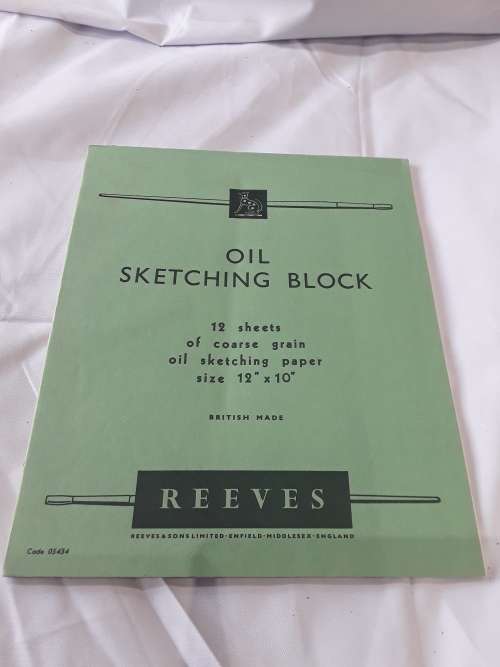 OIL
SKETCHING BLOCK
12 sheets
of coarse grain
oil sketching paper
size 12" x 10"
BRITISH MADE
REEVES
REEVES & SONS LIMITED · ENFIELD · MIDDLESEX · ENGLAND
Code 05434